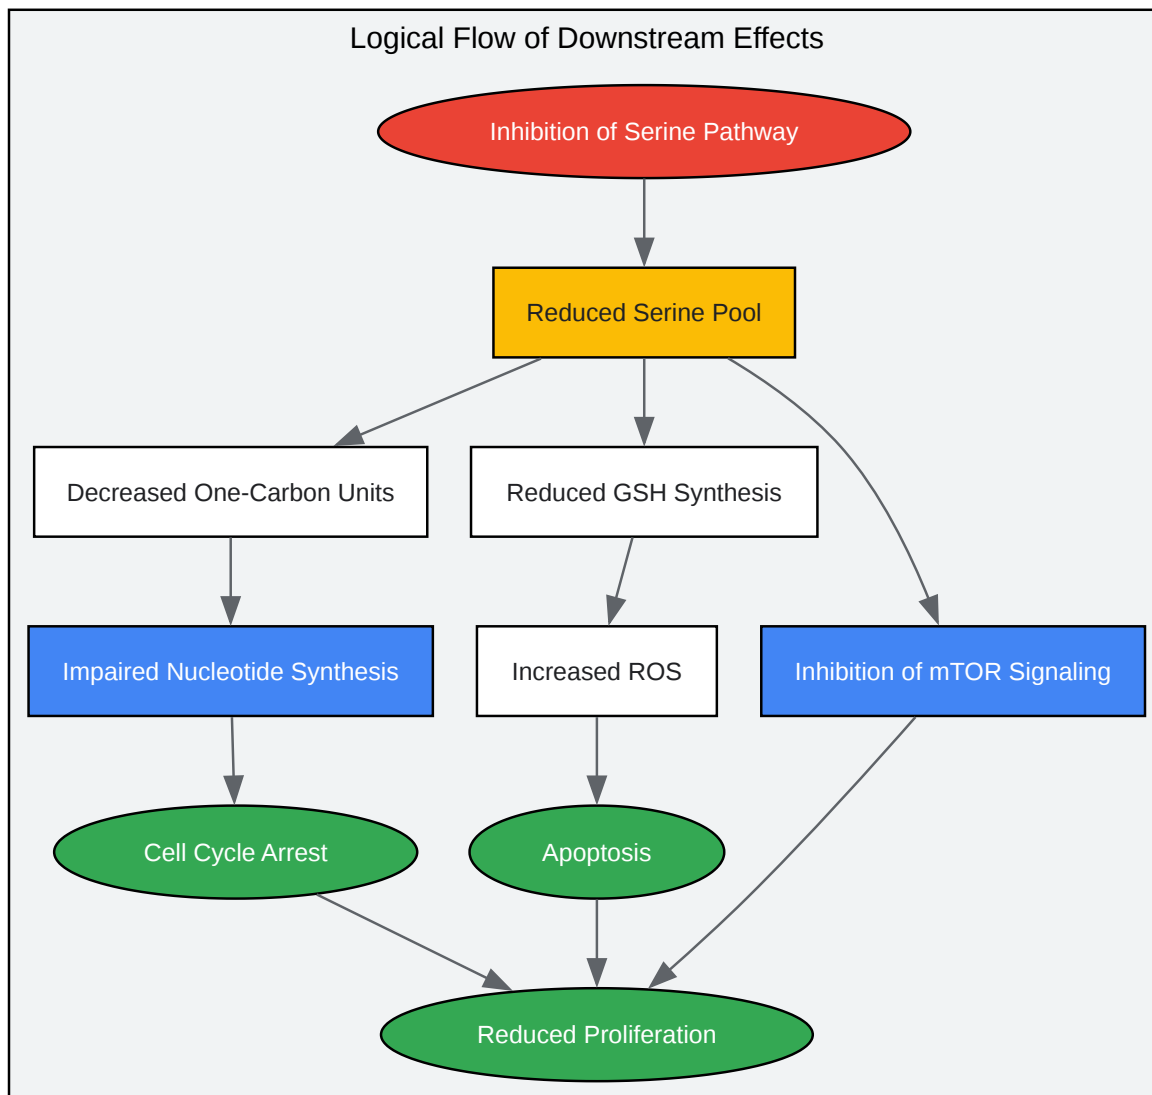 Logical Flow of Downstream Effects
Inhibition of Serine Pathway
Reduced Serine Pool
Decreased One-Carbon Units
Reduced GSH Synthesis
Impaired Nucleotide Synthesis
Increased ROS
Inhibition of mTOR Signaling
Cell Cycle Arrest
Apoptosis
Reduced Proliferation